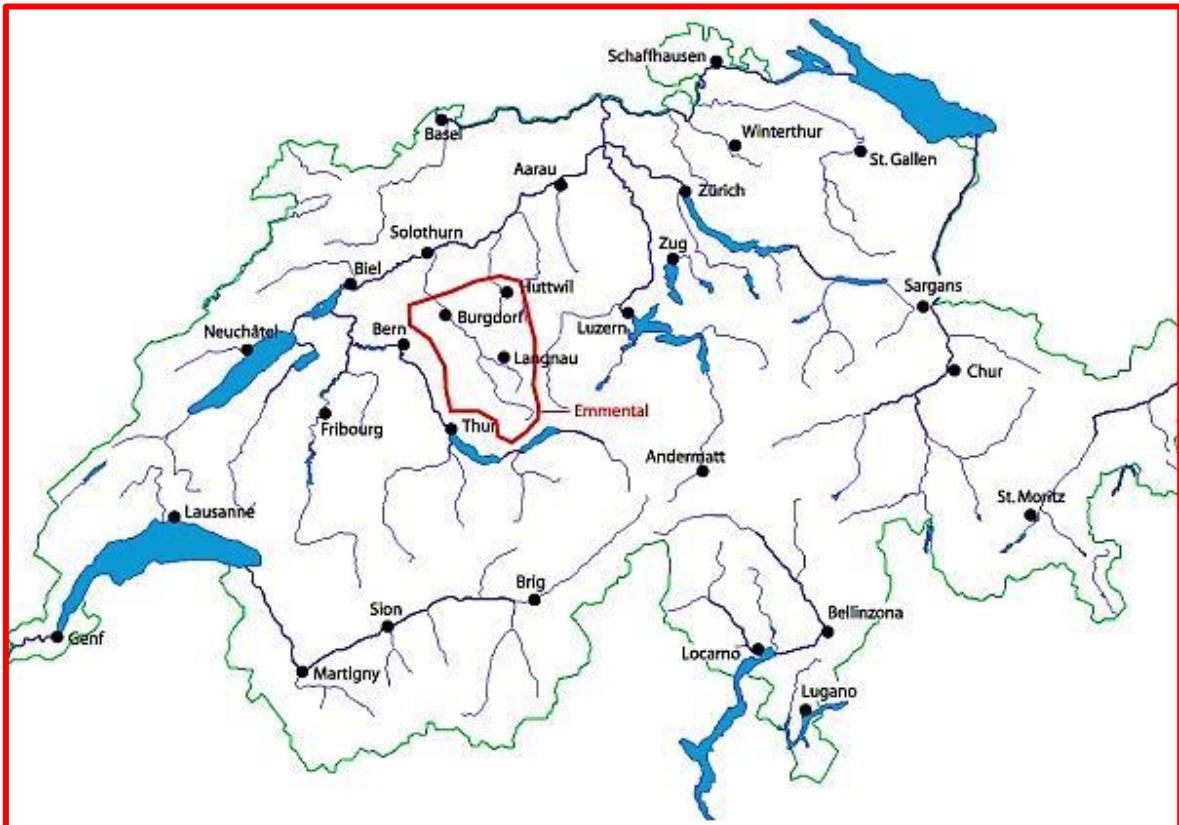 Schaffhausen
Basel
Winterthur
St. Gallen
Aarau
Zürich
Solothurn
Zug
Biel
Huttwil
Sargans
Burgdorf
Luzern
Neuchâtel
Bern
Langnau
Chur
Emmental
Fribourg
Thun
Andermatt
St. Moritz
Lausanne
Brig
Sion
Bellinzona
Genf
Locarno
Martigny
Lugano